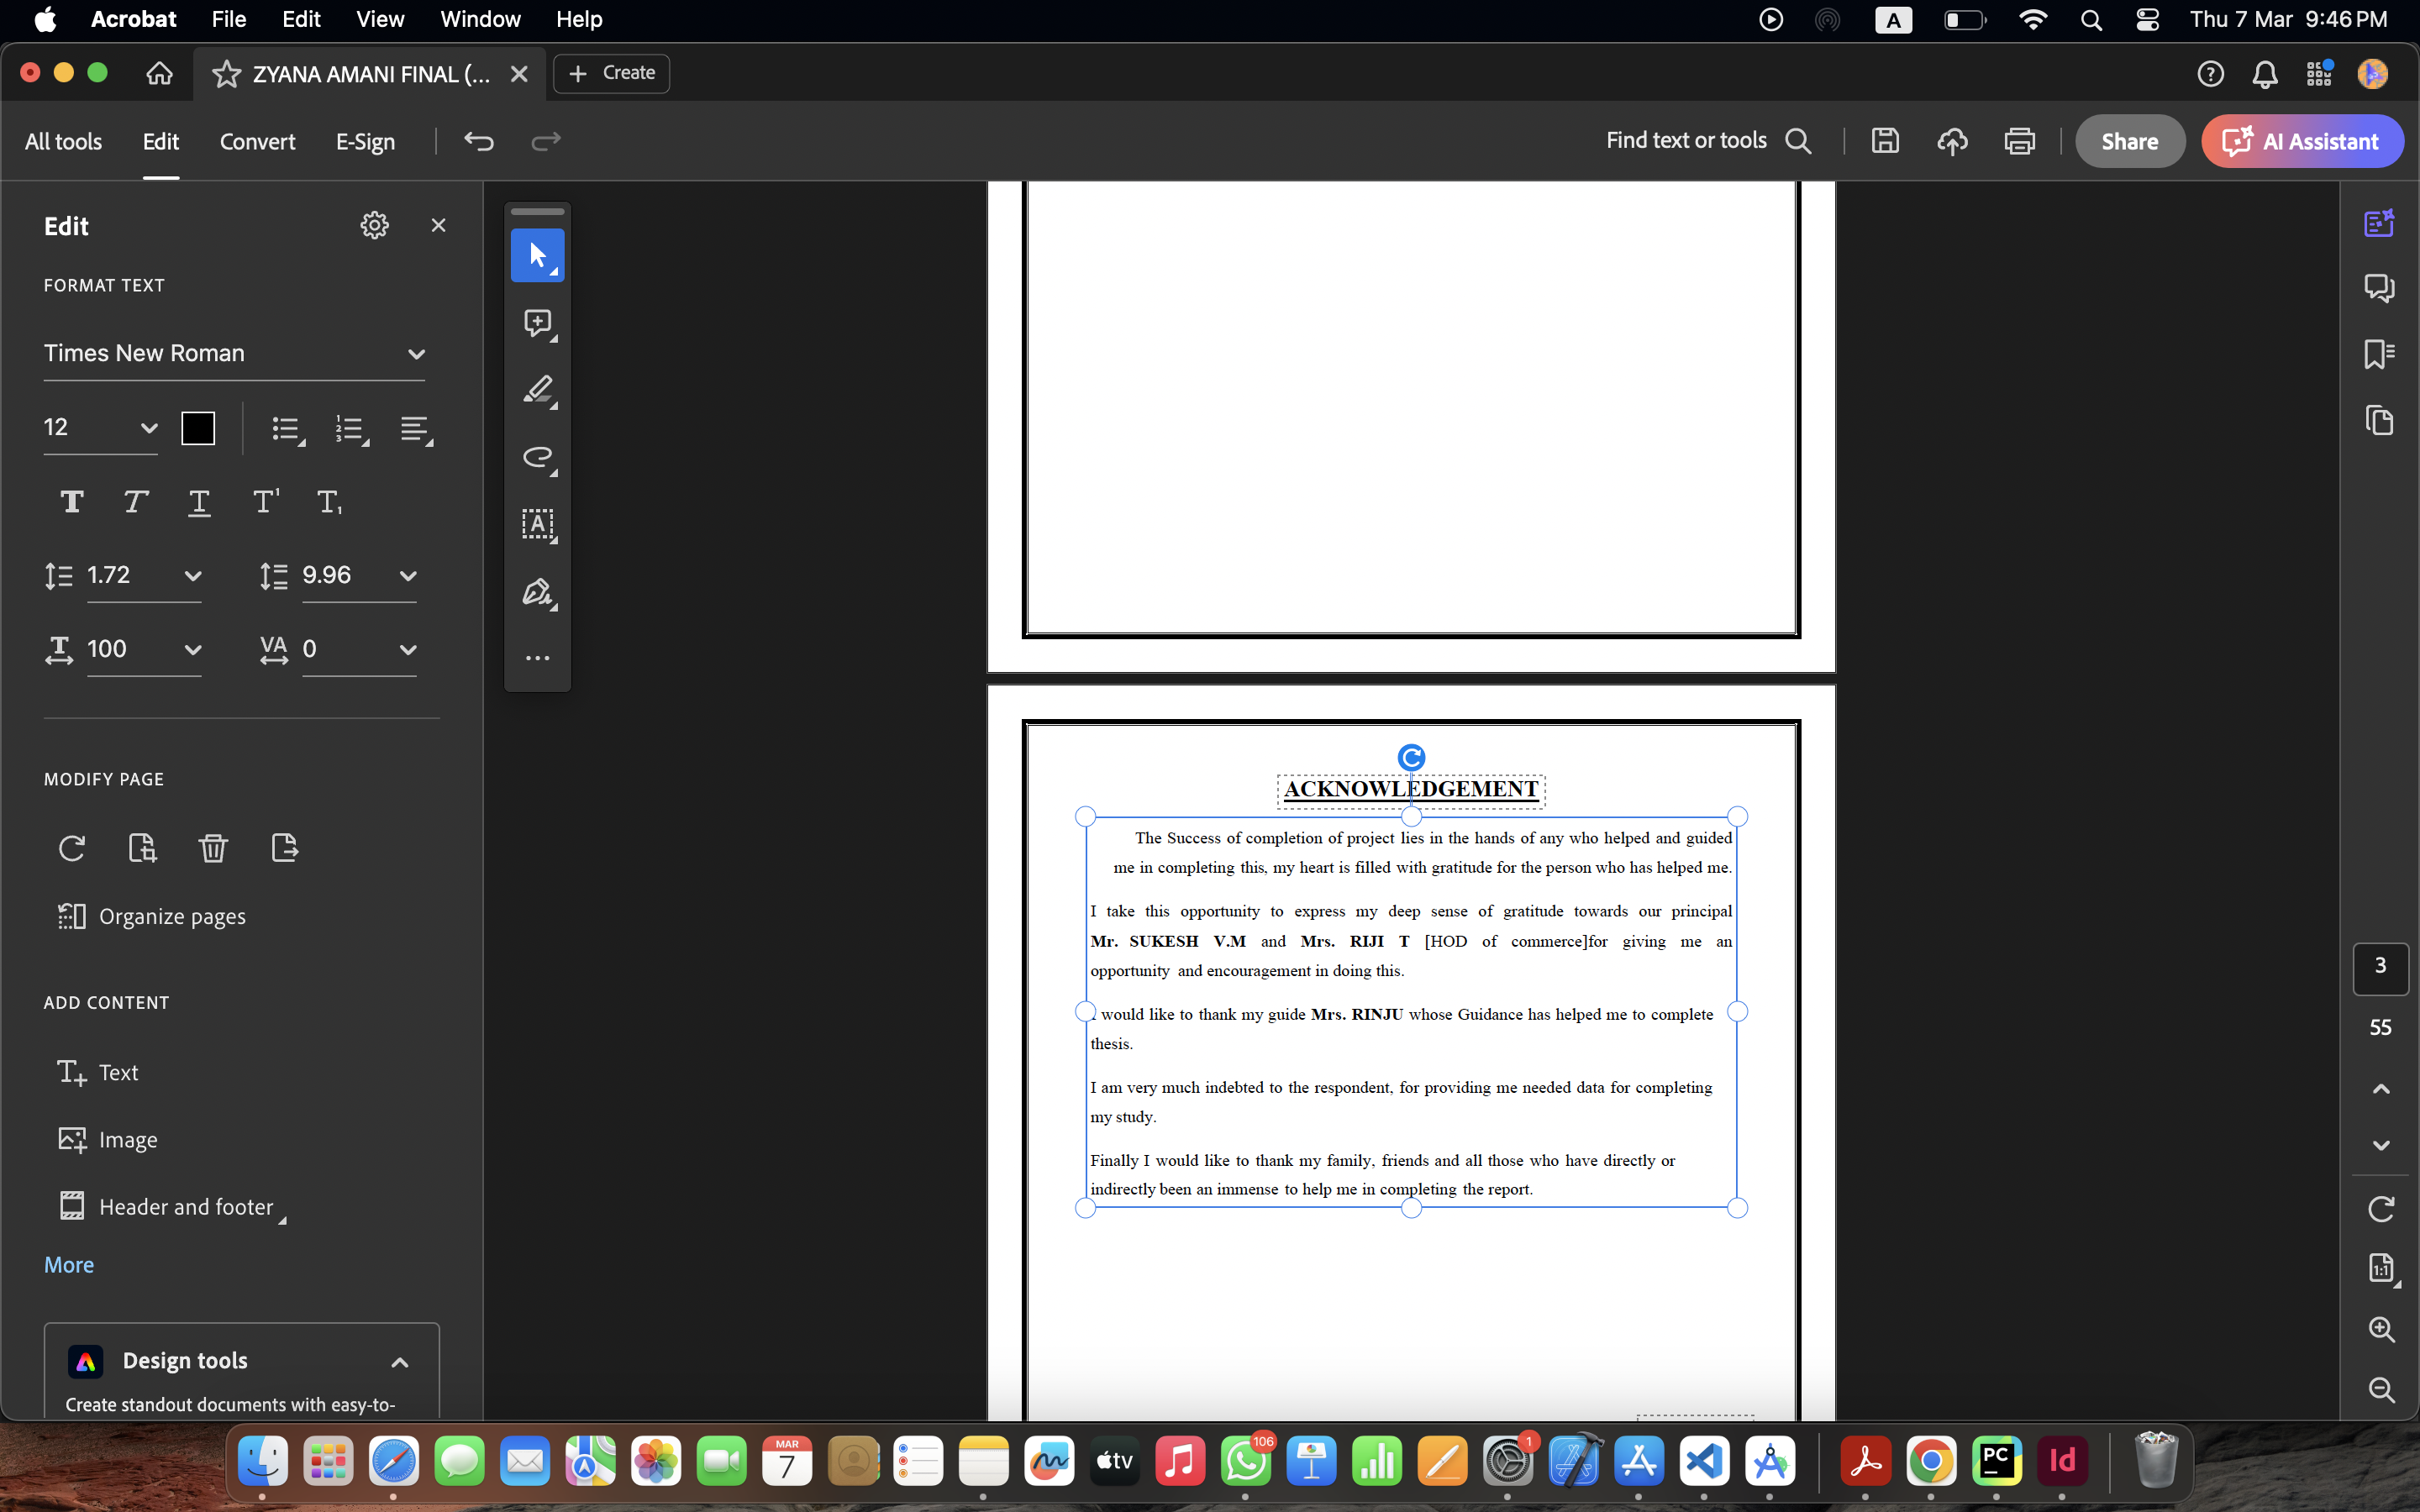 Acrobat File Edit View Window Help A Thu 7 Mar 9:46 PM
ZYANA AMANI FINAL (... Create
All tools Edit Convert E-Sign Find text or tools Share AI Assistant
Edit
FORMAT TEXT
Times New Roman
12
1.72 9.96
100 VA 0
MODIFY PAGE
Organize pages
ADD CONTENT
Text
Image
Header and footer
More
Design tools
Create standout documents with easy-to-
ACKNOWLEDGEMENT
The Success of completion of project lies in the hands of any who helped and guided
me in completing this, my heart is filled with gratitude for the person who has helped me.
I take this opportunity to express my deep sense of gratitude towards our principal
Mr. SUKESH V.M and Mrs. RIJI T [HOD of commerce]for giving me an
opportunity and encouragement in doing this.
I would like to thank my guide Mrs. RINJU whose Guidance has helped me to complete
thesis.
I am very much indebted to the respondent, for providing me needed data for completing
my study.
Finally I would like to thank my family, friends and all those who have directly or
indirectly been an immense to help me in completing the report.
3
55
1:1
MAR
7
tv
106
1
PC
Id